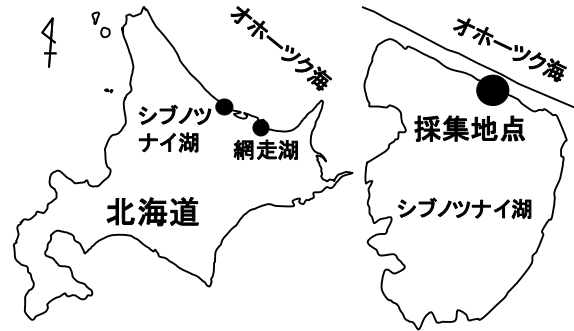 オホーツク海
シブノツ
ナイ湖
網走湖
北海道
オホーツク海
採集地点
シブノツナイ湖